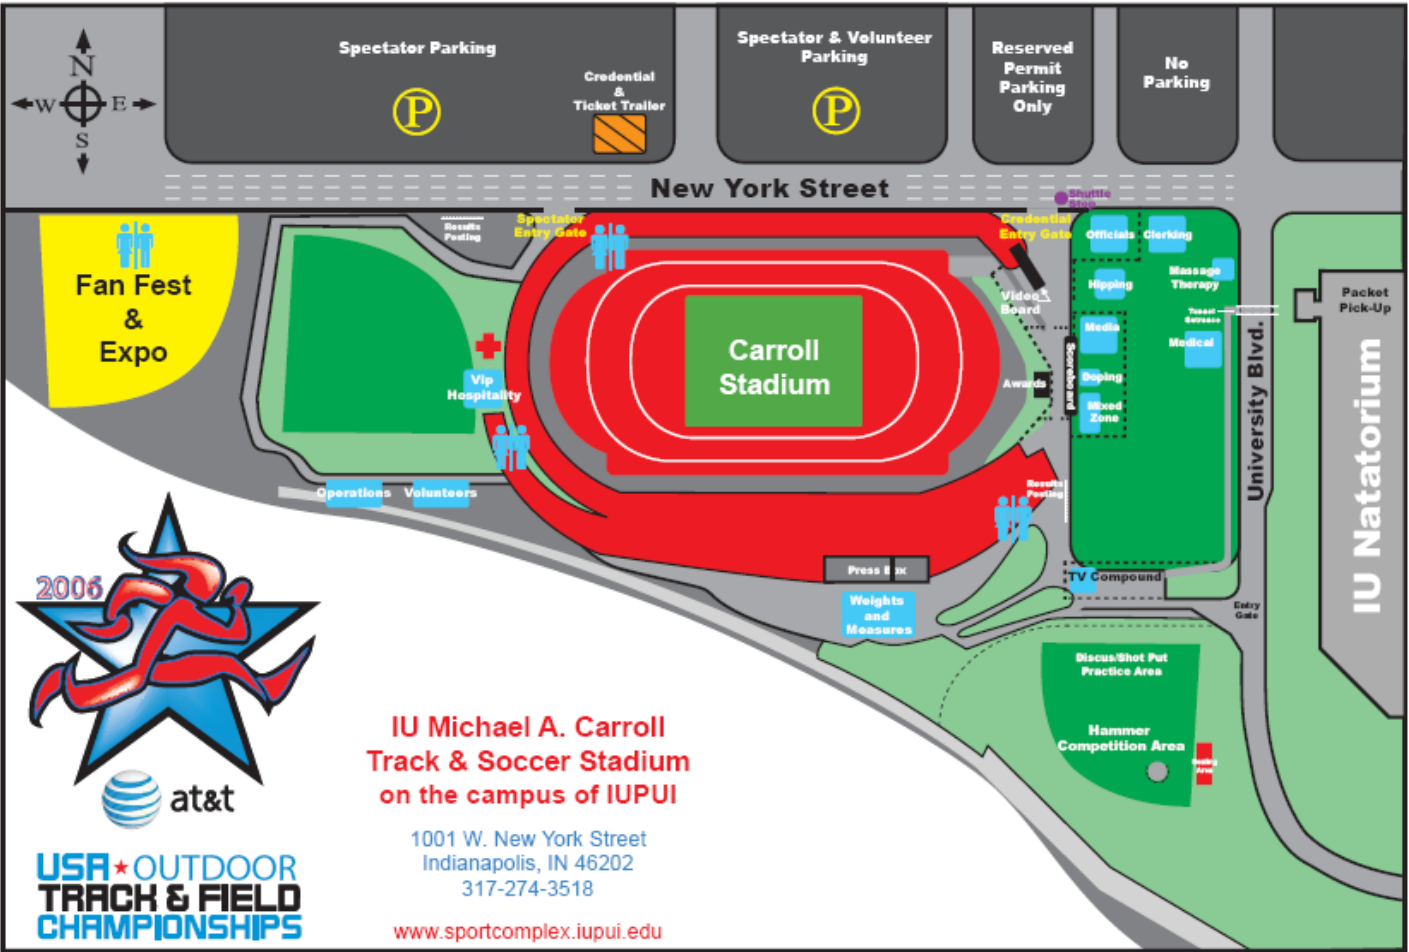 N
W
E
S
Spectator Parking
P
Credential
&
Ticket Trailer
Spectator & Volunteer
Parking
P
Reserved
Permit
Parking
Only
No
Parking
New York Street
Shuttle
Stop
Fan Fest
&
Expo
Results
Posting
Spectator
Entry Gate
Credential
Entry Gate
Officials
Clerking
Hipping
Massage
Therapy
Video
Board
Media
Medical
Tunnel
Entrance
Packet
Pick-Up
Carroll
Stadium
Vip
Hospitality
Awards
Scoreboard
Doping
Mixed
Zone
University Blvd.
IU Natatorium
Operations
Volunteers
Results
Posting
Press Box
TV Compound
Weights
and
Measures
Entry
Gate
Discus/Shot Put
Practice Area
Hammer
Competition Area
Area
2006
at&t
USA OUTDOOR
TRACK & FIELD
CHAMPIONSHIPS
IU Michael A. Carroll
Track & Soccer Stadium
on the campus of IUPUI
1001 W. New York Street
Indianapolis, IN 46202
317-274-3518
www.sportcomplex.iupui.edu